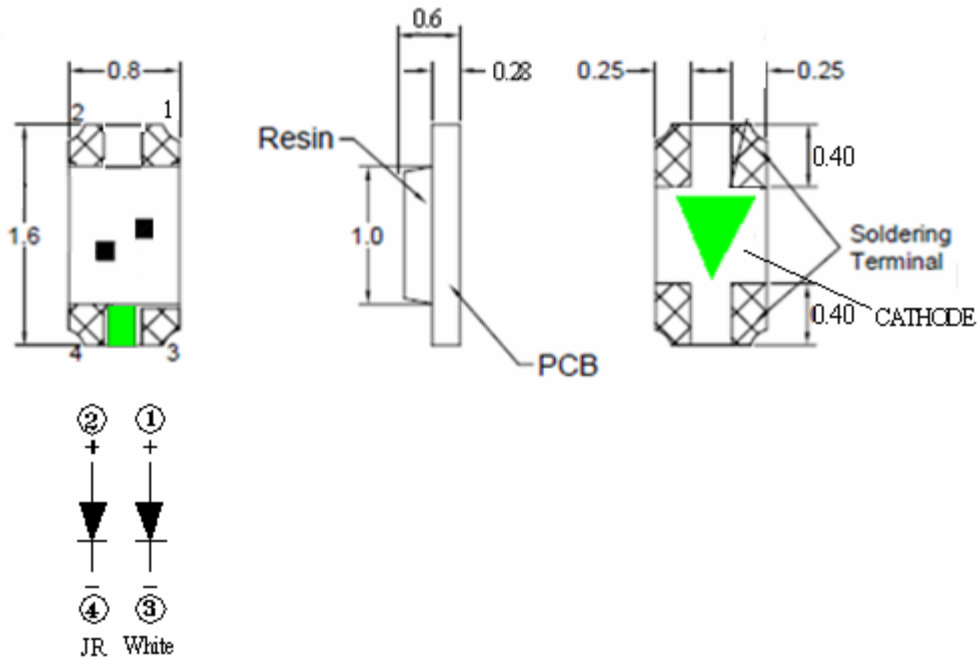 0.6
0.8
0.28
0.25
0.25
2
1
Resin
0.40
1.6
1.0
Soldering
Terminal
0.40
CATHODE
4
3
PCB
② ①
+ +
− −
④ ③
JR White